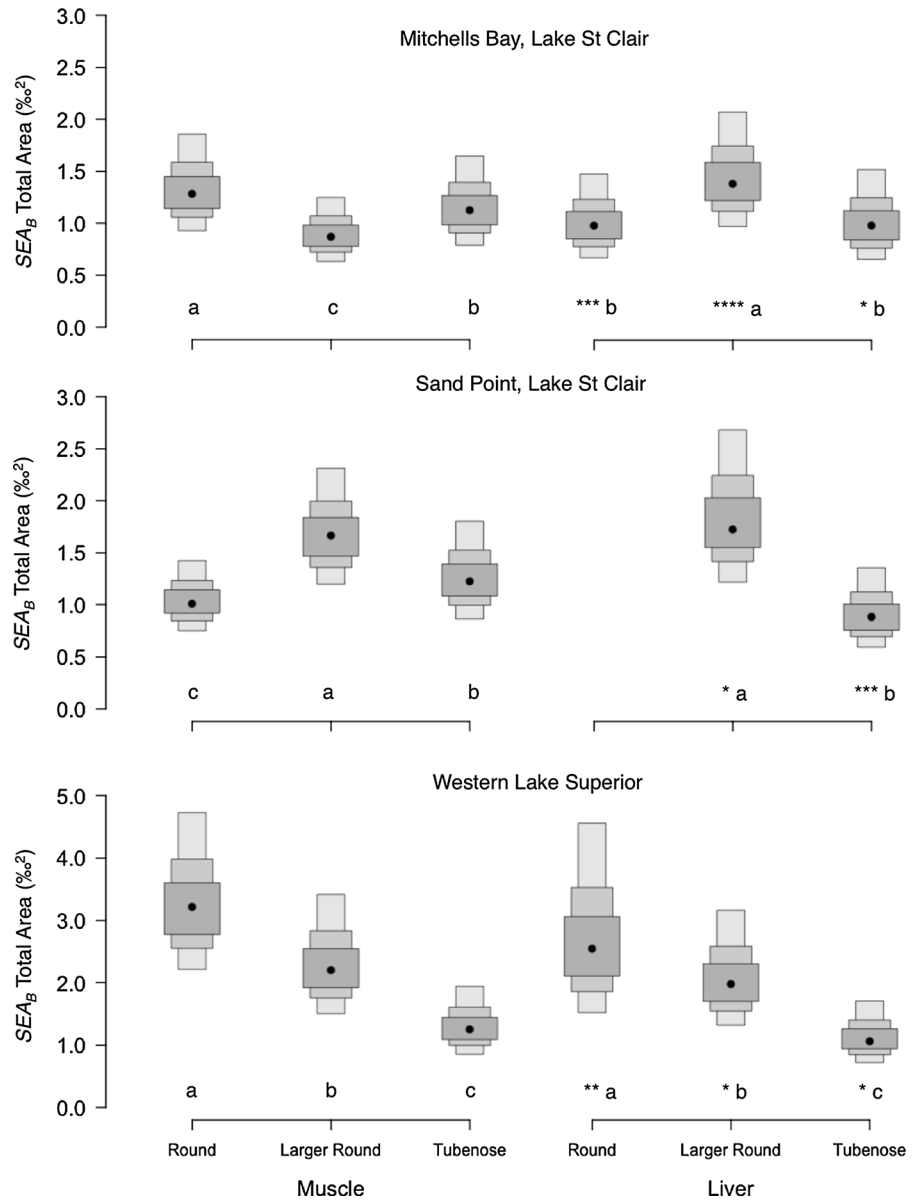 Mitchells Bay, Lake St Clair
SEA_B Total Area (‰²)
3.0
2.5
2.0
1.5
1.0
0.5
0.0
a c b *** b **** a * b
Sand Point, Lake St Clair
SEA_B Total Area (‰²)
3.0
2.5
2.0
1.5
1.0
0.5
0.0
c a b * a *** b
Western Lake Superior
SEA_B Total Area (‰²)
5.0
4.0
3.0
2.0
1.0
0.0
a b c ** a * b * c
Round Larger Round Tubenose Round Larger Round Tubenose
Muscle Liver